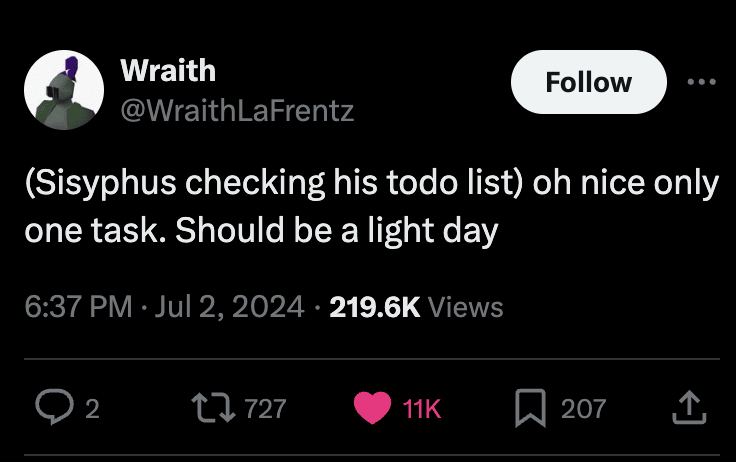 Wraith
@WraithLaFrentz
Follow
(Sisyphus checking his todo list) oh nice only
one task. Should be a light day
6:37 PM · Jul 2, 2024 · 219.6K Views
2 727 11K 207